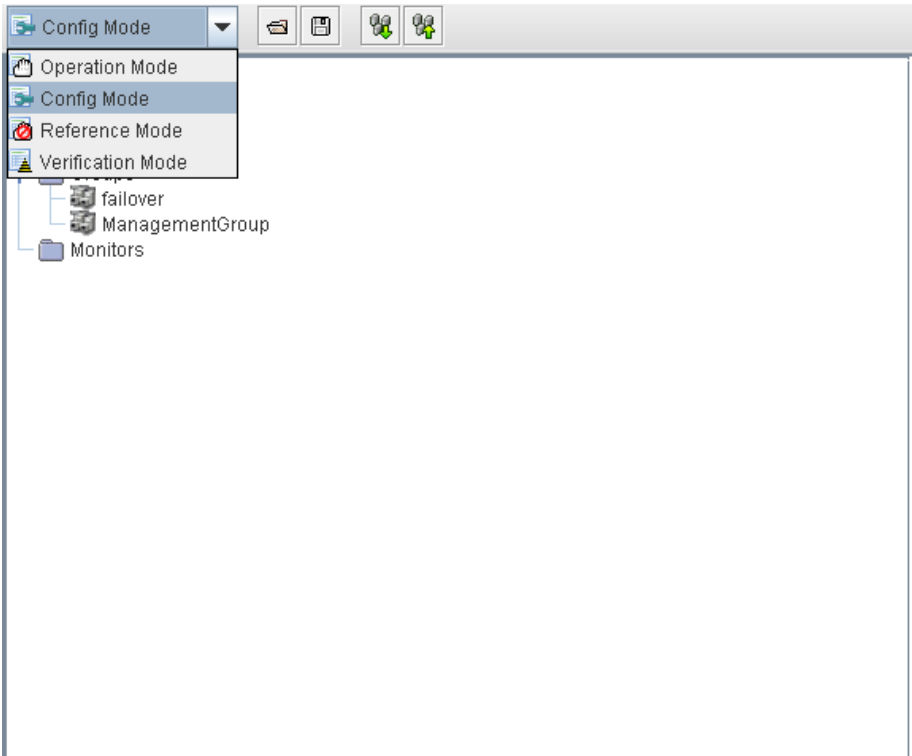 Config Mode
Operation Mode
Config Mode
Reference Mode
Verification Mode
failover
ManagementGroup
Monitors